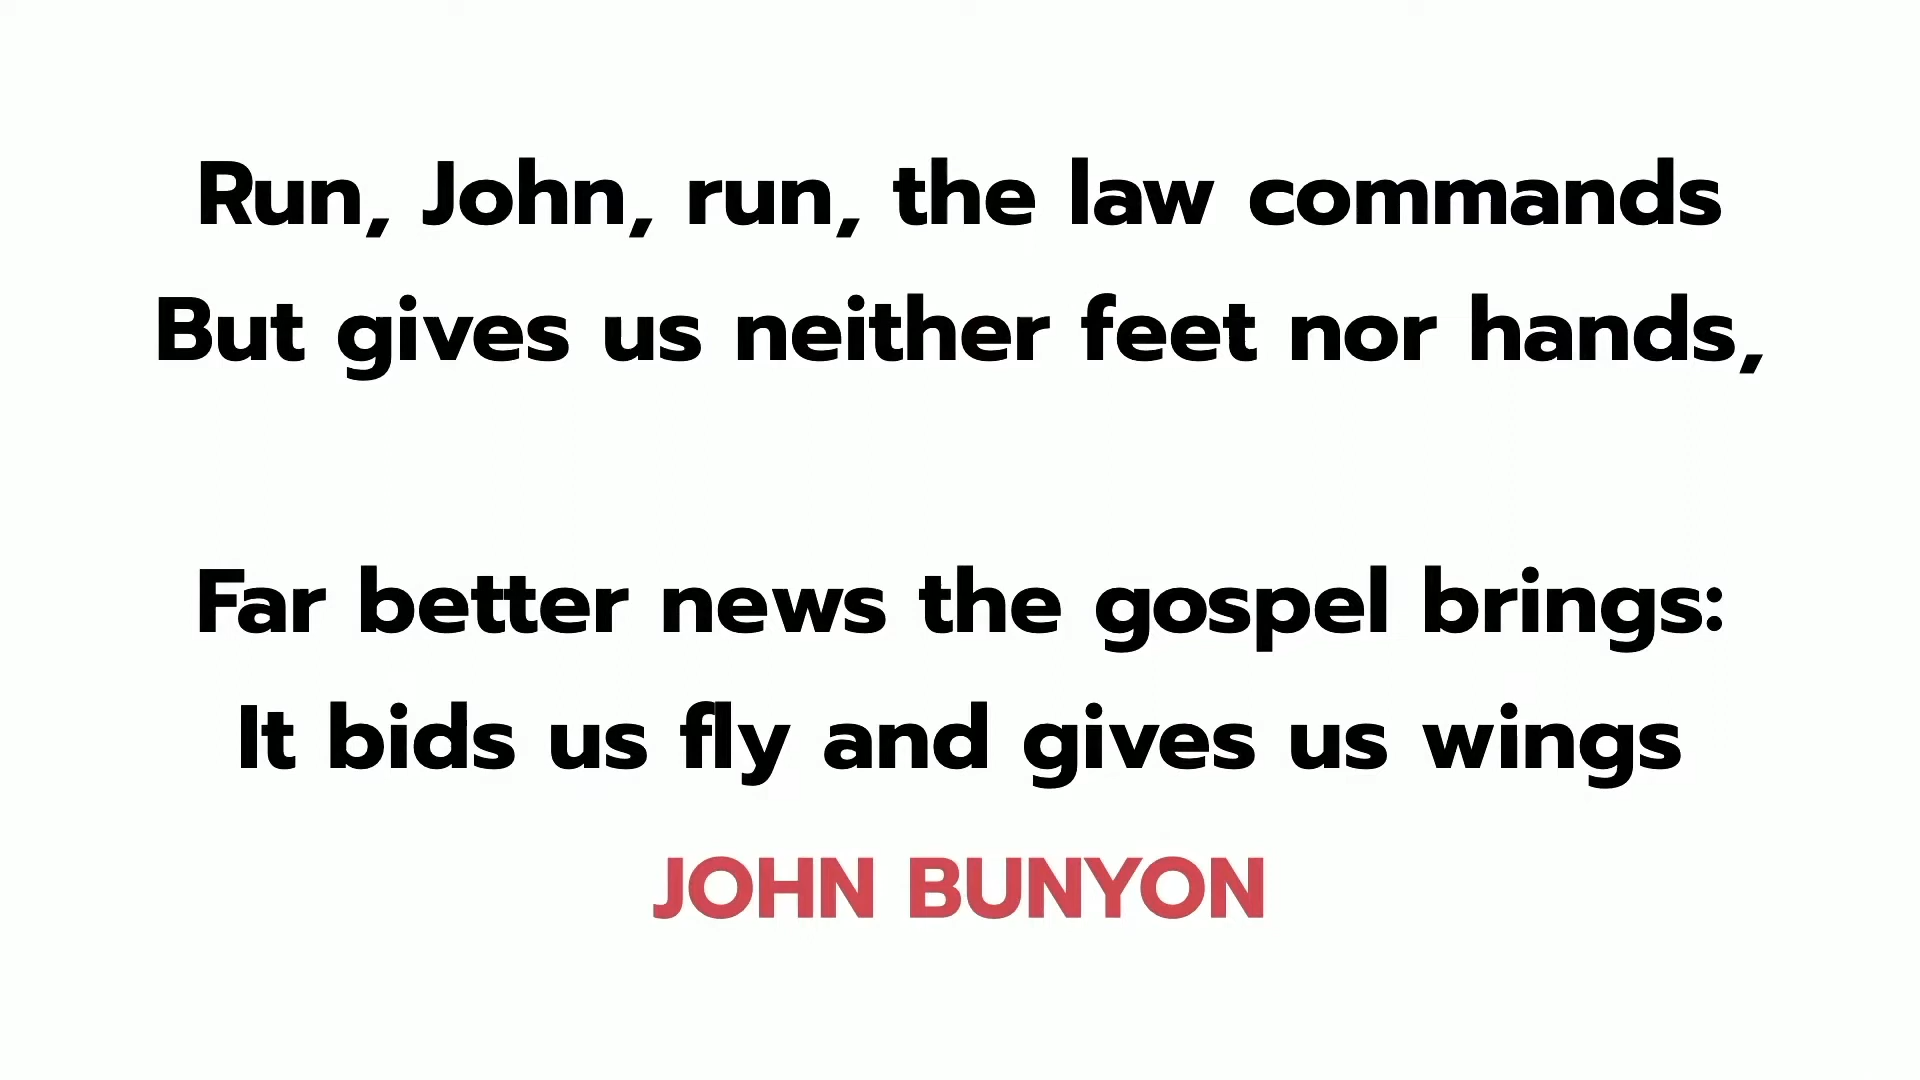 Run, John, run, the law commands
But gives us neither feet nor hands,
Far better news the gospel brings:
It bids us fly and gives us wings
JOHN BUNYON